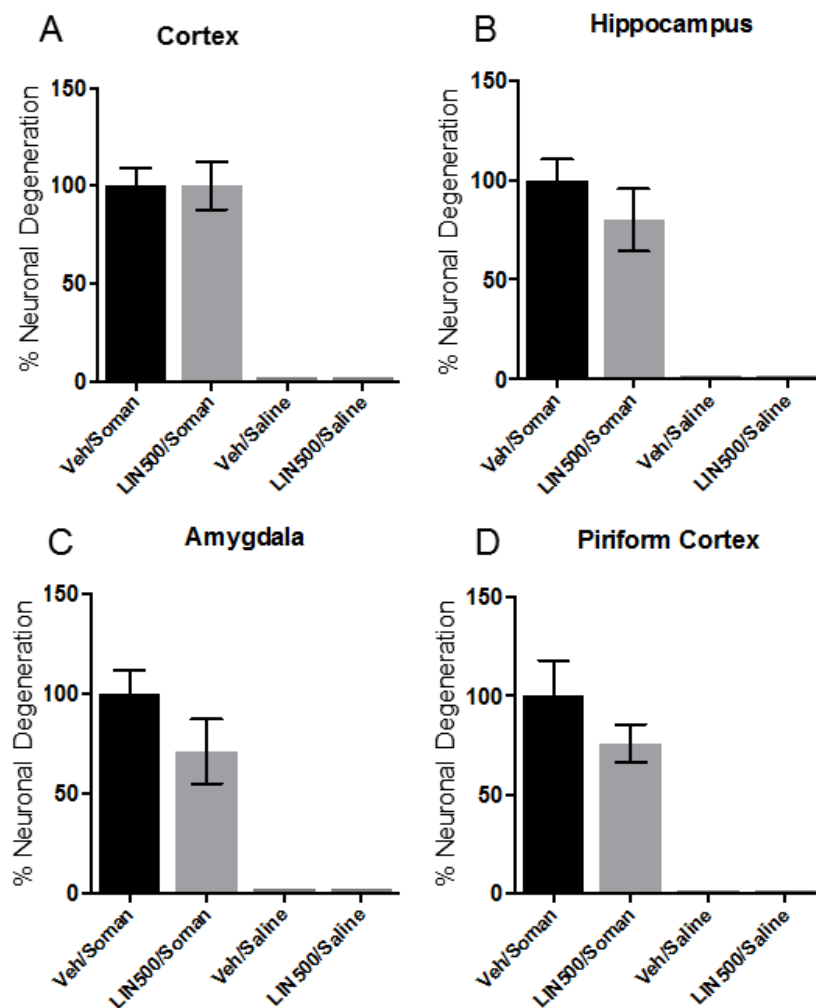 A
Cortex
% Neuronal Degeneration
150
100
50
0
Veh/Soman
LIN500/Soman
Veh/Saline
LIN500/Saline
B
Hippocampus
% Neuronal Degeneration
150
100
50
0
Veh/Soman
LIN500/Soman
Veh/Saline
LIN500/Saline
C
Amygdala
% Neuronal Degeneration
150
100
50
0
Veh/Soman
LIN500/Soman
Veh/Saline
LIN500/Saline
D
Piriform Cortex
% Neuronal Degeneration
150
100
50
0
Veh/Soman
LIN500/Soman
Veh/Saline
LIN500/Saline